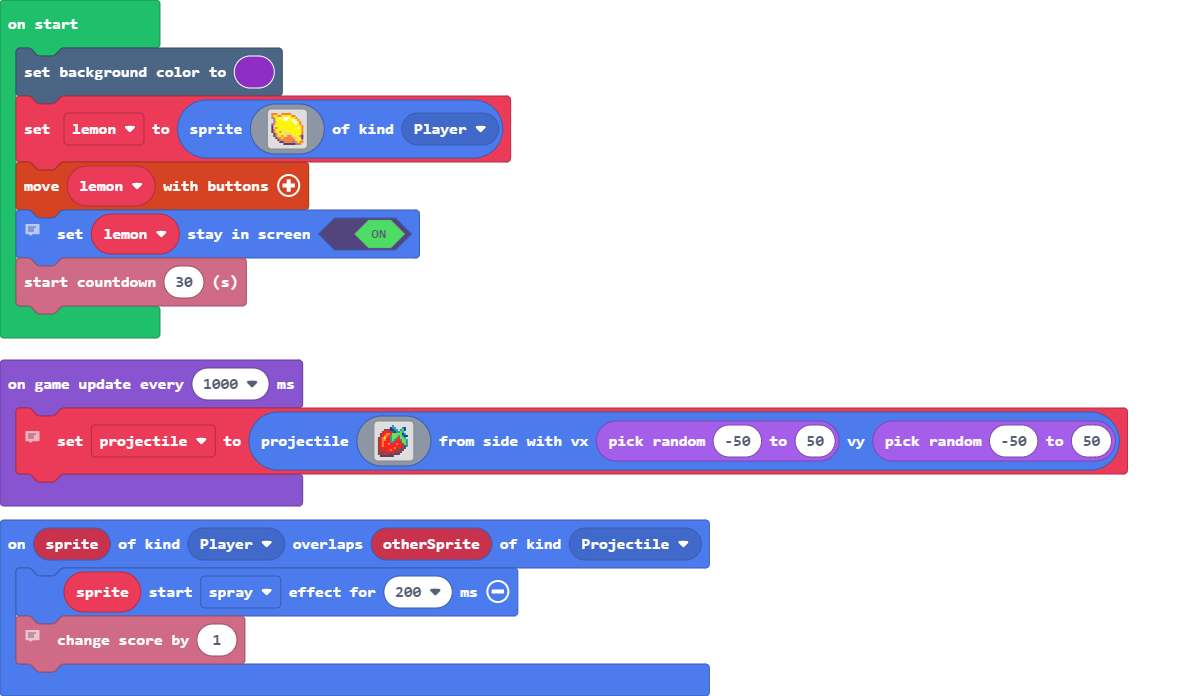 on start
set background color to
set lemon to sprite of kind Player
move lemon with buttons
set lemon stay in screen ON
start countdown 30 (s)
on game update every 1000 ms
set projectile to projectile from side with vx pick random -50 to 50 vy pick random -50 to 50
on sprite of kind Player overlaps otherSprite of kind Projectile
sprite start spray effect for 200 ms
change score by 1